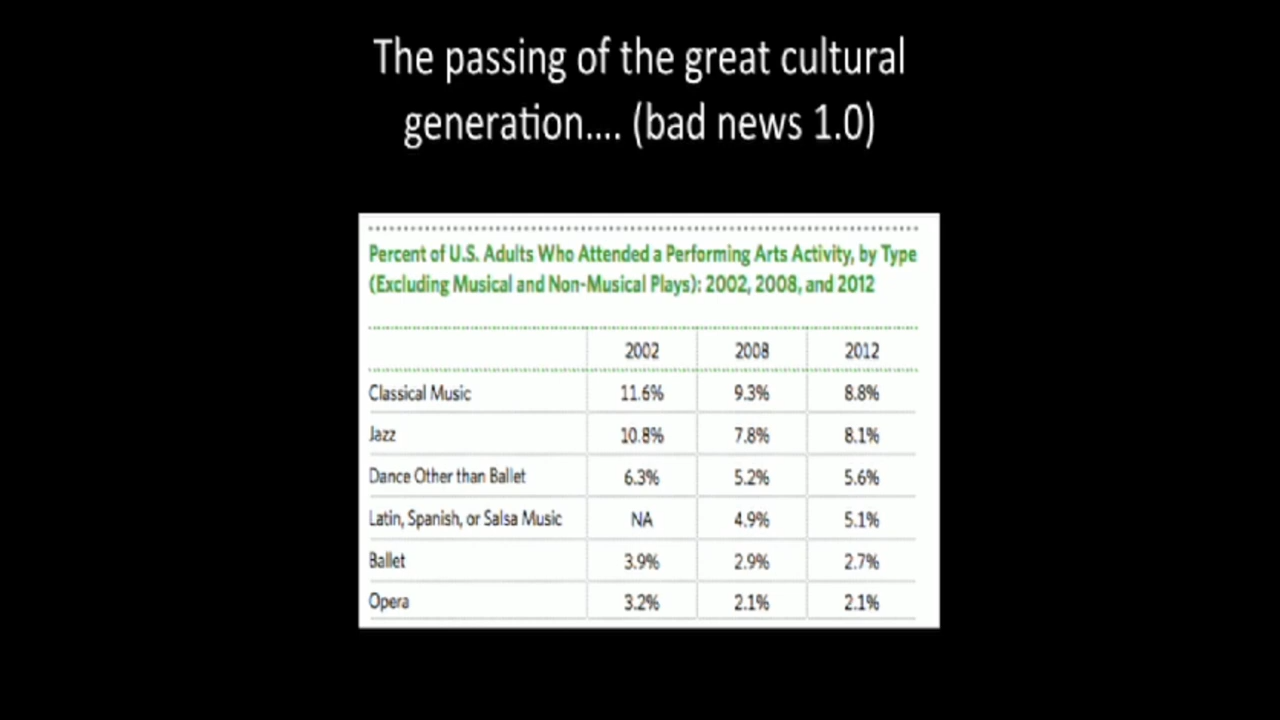 The passing of the great cultural
generation.... (bad news 1.0)
Percent of U.S. Adults Who Attended a Performing Arts Activity, by Type
(Excluding Musical and Non-Musical Plays): 2002, 2008, and 2012
2002 2008 2012
Classical Music 11.6% 9.3% 8.8%
Jazz 10.8% 7.8% 8.1%
Dance Other than Ballet 6.3% 5.2% 5.6%
Latin, Spanish, or Salsa Music NA 4.9% 5.1%
Ballet 3.9% 2.9% 2.7%
Opera 3.2% 2.1% 2.1%